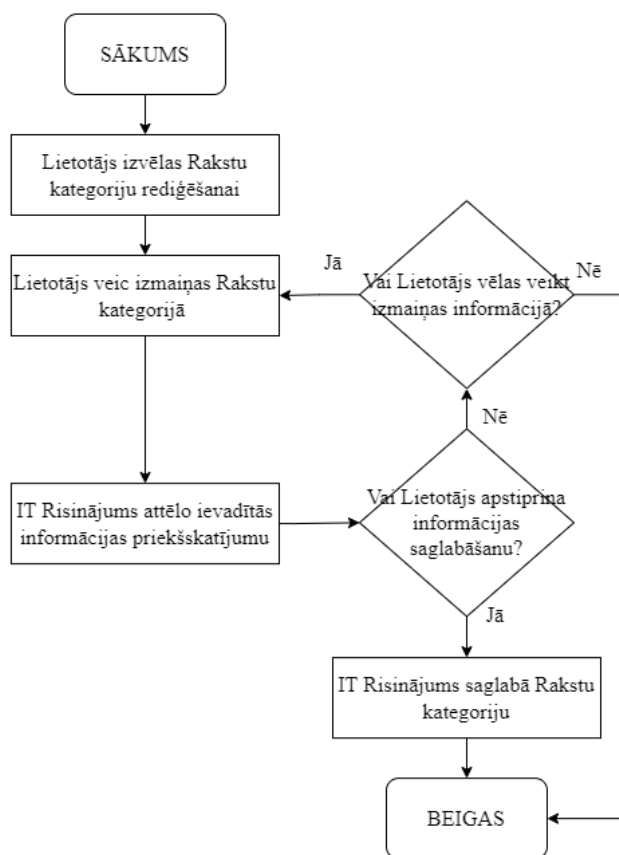 SĀKUMS
Lietotājs izvēlas Rakstu
kategoriju rediģēšanai
Lietotājs veic izmaiņas Rakstu
kategorijā
Jā
Vai Lietotājs vēlas veikt
izmaiņas informācijā?
Nē
IT Risinājums attēlo ievadītās
informācijas priekšskatījumu
Nē
Vai Lietotājs apstiprina
informācijas
saglabāšanu?
Jā
IT Risinājums saglabā Rakstu
kategoriju
BEIGAS